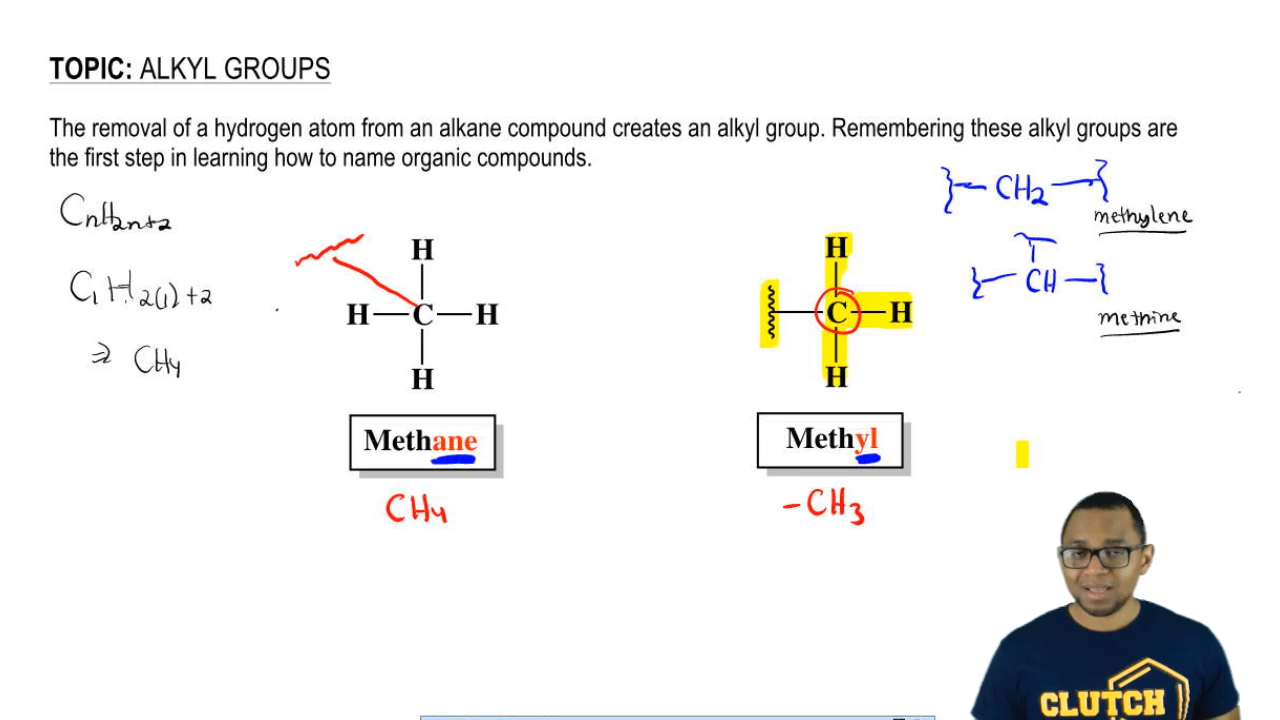 TOPIC: ALKYL GROUPS
The removal of a hydrogen atom from an alkane compound creates an alkyl group. Remembering these alkyl groups are
the first step in learning how to name organic compounds.
CnH2n+2
C1H2(1)+2
⇒ CH4
H
H—C—H
H
Methane
CH4
H
C—H
H
Methyl
-CH3
}— CH2 —}
methylene
}— CH —}
methine
CLUTCH